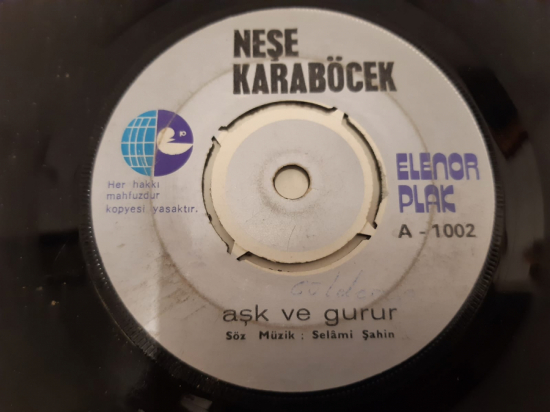 NEŞE
KARABÖCEK
Her hakkı
mahfuzdur
kopyesi yasaktır.
ELENOR
PLAK
A - 1002
aşk ve gurur
Söz Müzik : Selâmi Şahin